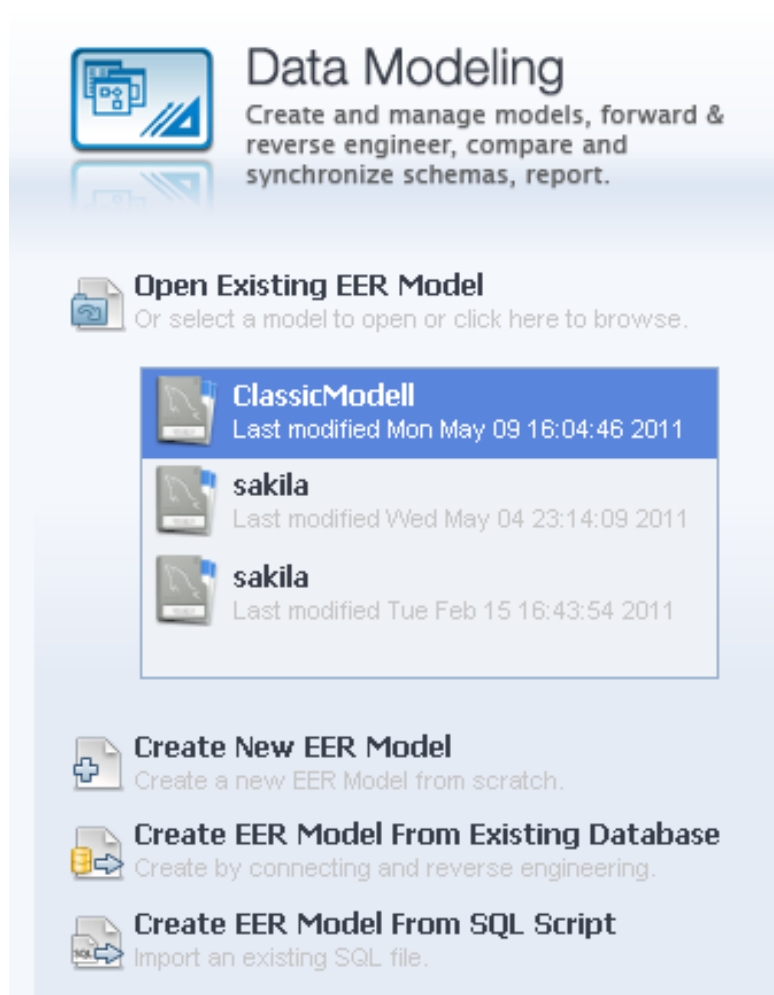 Data Modeling
Create and manage models, forward &
reverse engineer, compare and
synchronize schemas, report.
Open Existing EER Model
Or select a model to open or click here to browse.
ClassicModell
Last modified Mon May 09 16:04:46 2011
sakila
Last modified Wed May 04 23:14:09 2011
sakila
Last modified Tue Feb 15 16:43:54 2011
Create New EER Model
Create a new EER Model from scratch.
Create EER Model From Existing Database
Create by connecting and reverse engineering.
Create EER Model From SQL Script
Import an existing SQL file.